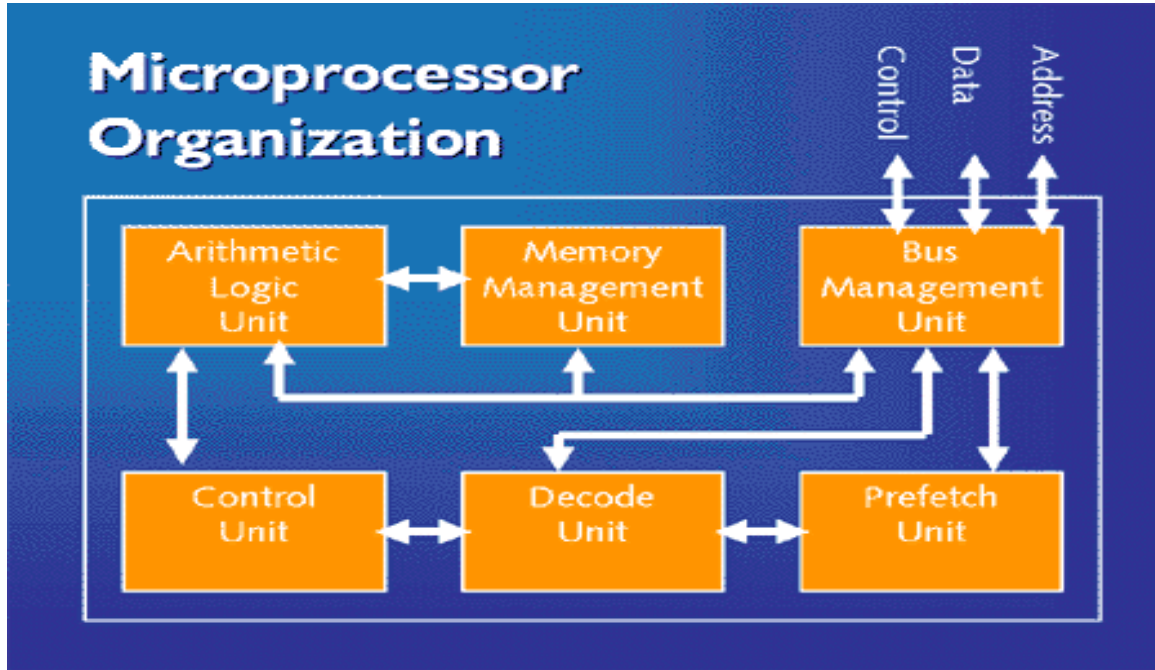 Microprocessor
Organization
Control
Data
Address
Arithmetic
Logic
Unit
Memory
Management
Unit
Bus
Management
Unit
Control
Unit
Decode
Unit
Prefetch
Unit